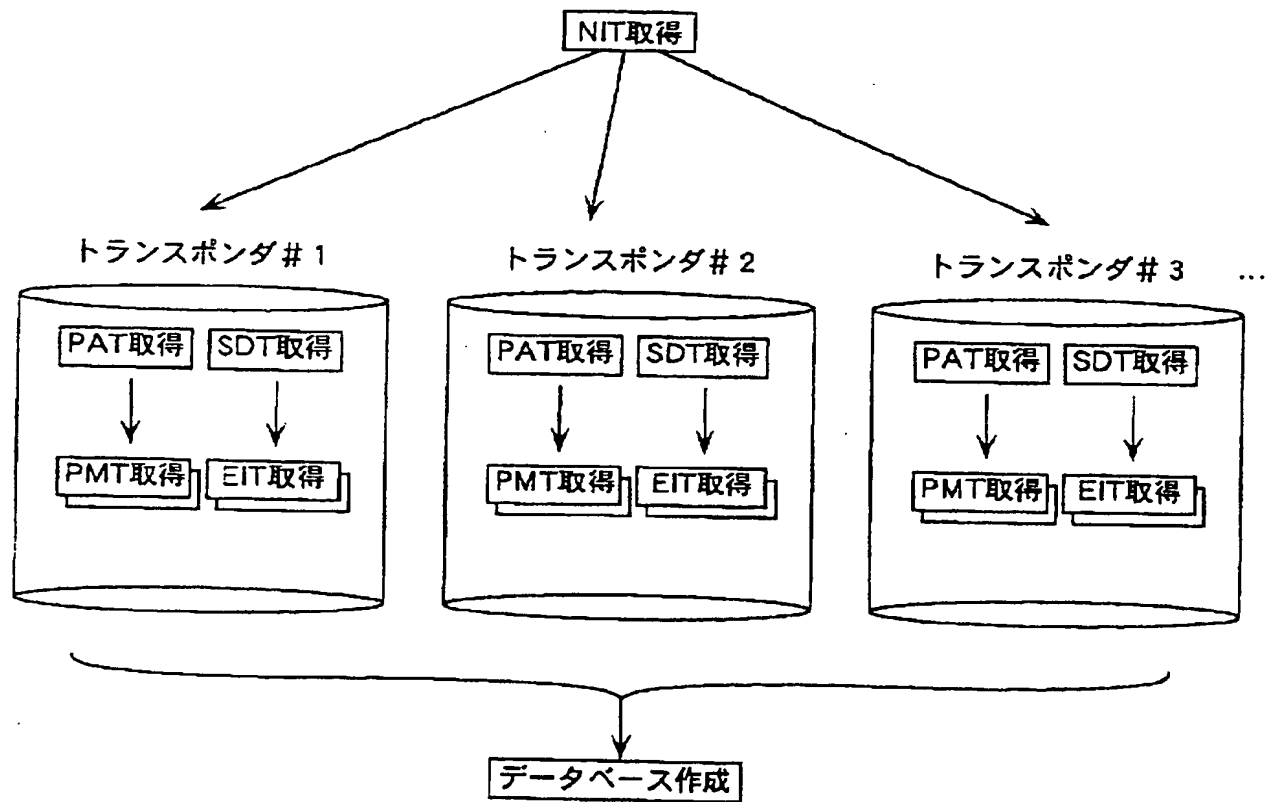 NIT取得
トランスポンダ#1
トランスポンダ#2
トランスポンダ#3 ...
PAT取得 SDT取得
PMT取得 EIT取得
PAT取得 SDT取得
PMT取得 EIT取得
PAT取得 SDT取得
PMT取得 EIT取得
データベース作成